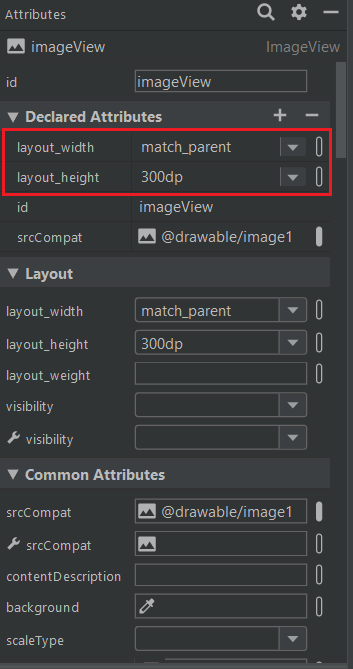 Attributes
imageView ImageView
id imageView
Declared Attributes
layout_width match_parent
layout_height 300dp
id imageView
srcCompat @drawable/image1
Layout
layout_width match_parent
layout_height 300dp
layout_weight
visibility
visibility
Common Attributes
srcCompat @drawable/image1
srcCompat
contentDescription
background
scaleType